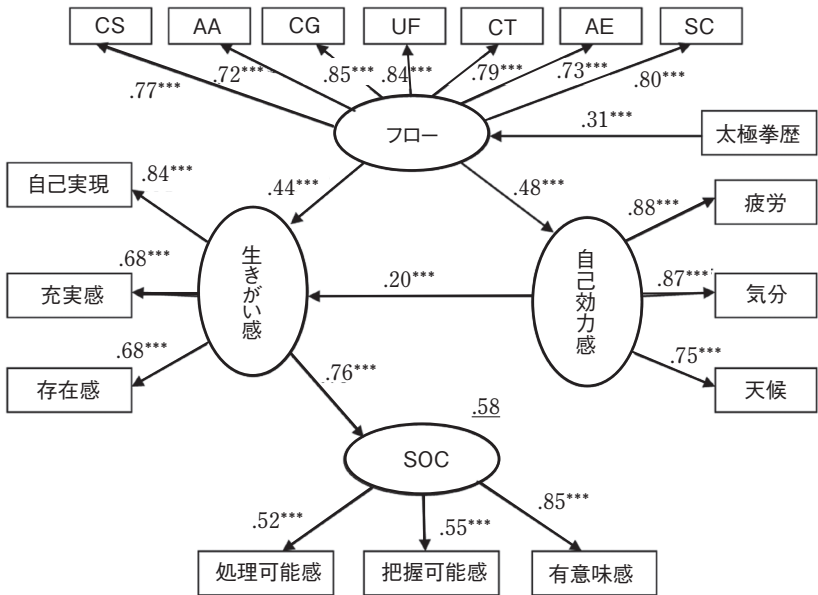 CS
AA
CG
UF
CT
AE
SC
.77***
.72***
.85***
.84***
.79***
.73***
.80***
フロー
.31***
太極拳歴
自己実現
.84***
.44***
.48***
.88***
疲労
生きがい感
自己効力感
.68***
充実感
.20***
.87***
気分
.68***
存在感
.75***
天候
.76***
.58
SOC
.52***
.55***
.85***
処理可能感
把握可能感
有意味感